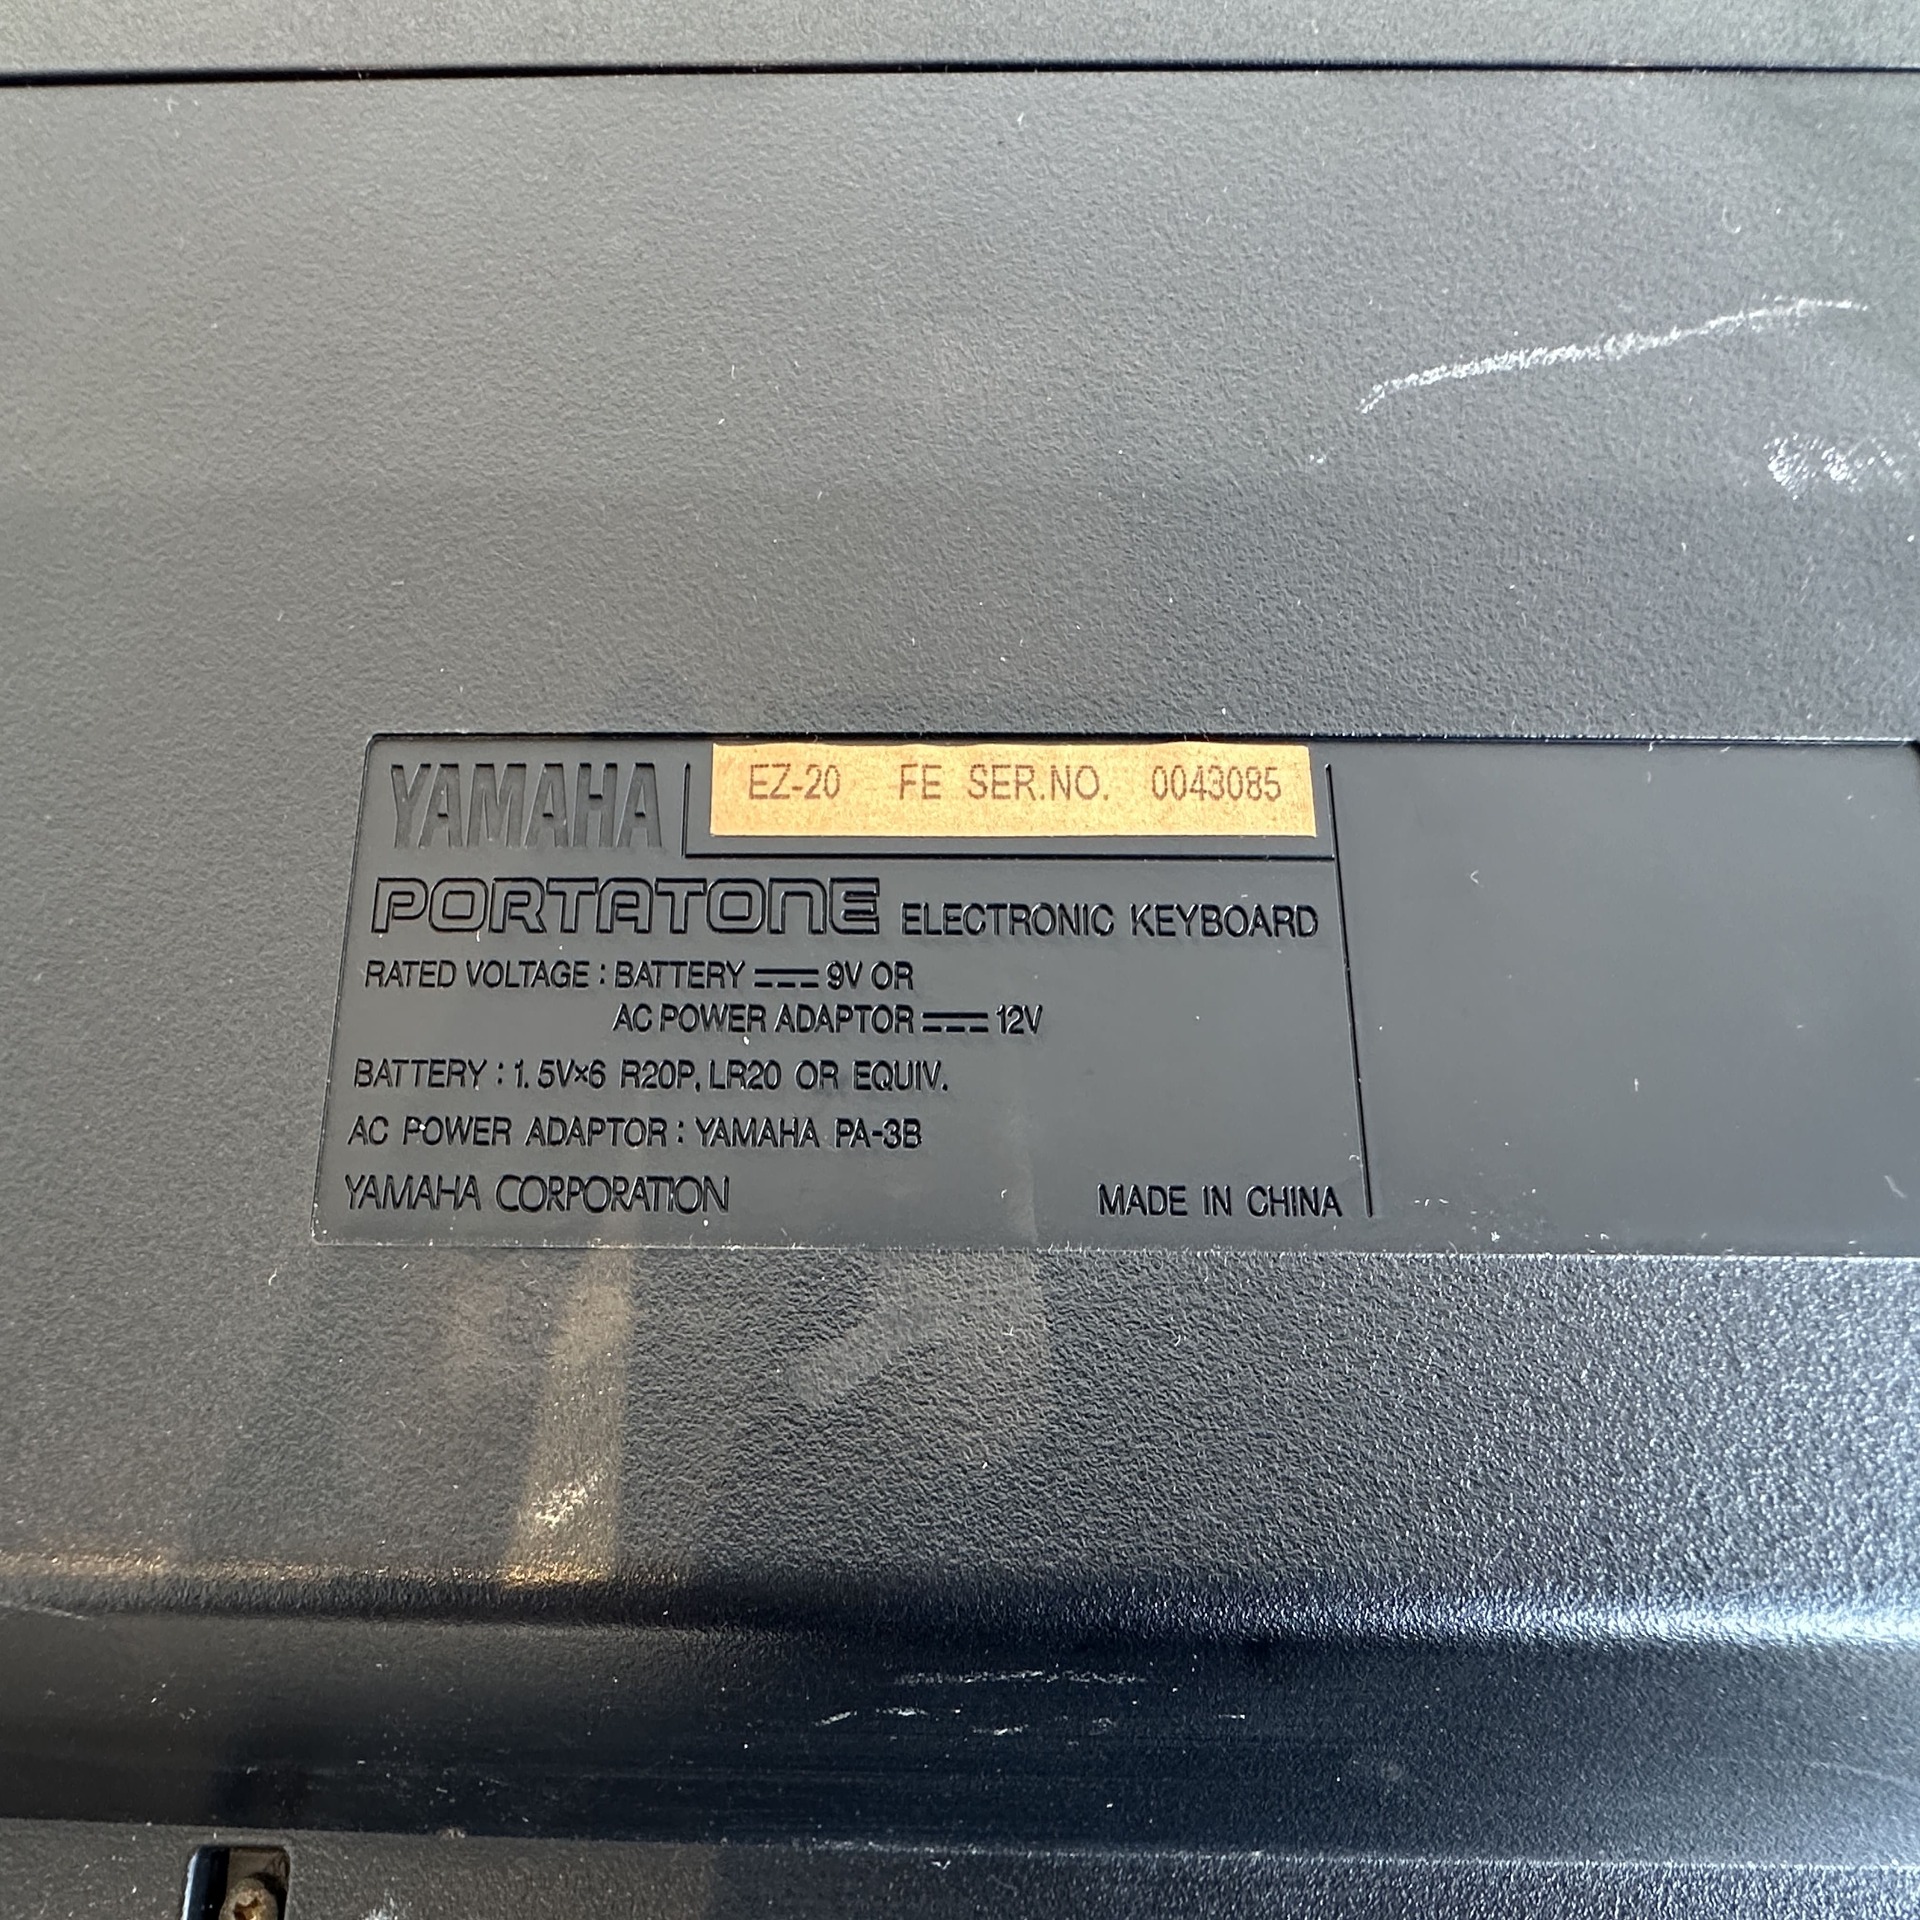 YAMAHA EZ-20 FE SER.NO. 0043085
PORTATONE ELECTRONIC KEYBOARD
RATED VOLTAGE : BATTERY ⎓ 9V OR
AC POWER ADAPTOR ⎓ 12V
BATTERY : 1.5V×6 R20P, LR20 OR EQUIV.
AC POWER ADAPTOR : YAMAHA PA-3B
YAMAHA CORPORATION MADE IN CHINA